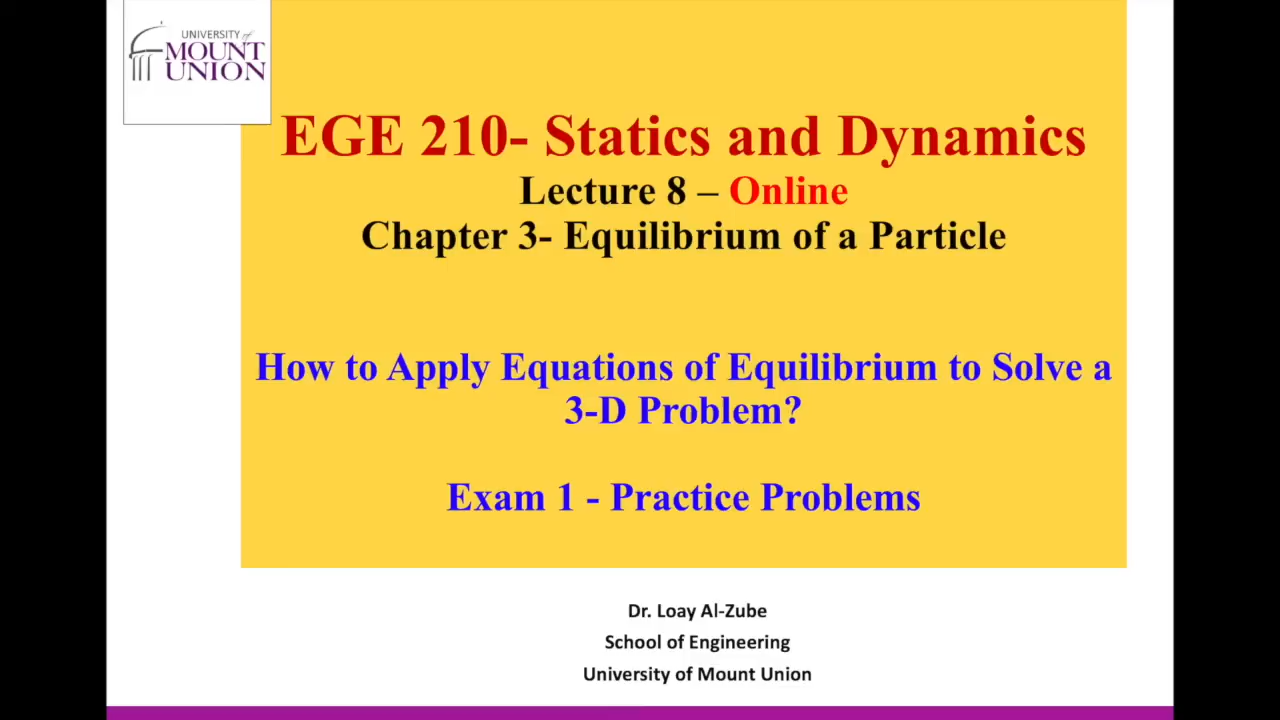 UNIVERSITY of
MOUNT
UNION
EGE 210- Statics and Dynamics
Lecture 8 – Online
Chapter 3- Equilibrium of a Particle
How to Apply Equations of Equilibrium to Solve a
3-D Problem?
Exam 1 - Practice Problems
Dr. Loay Al-Zube
School of Engineering
University of Mount Union